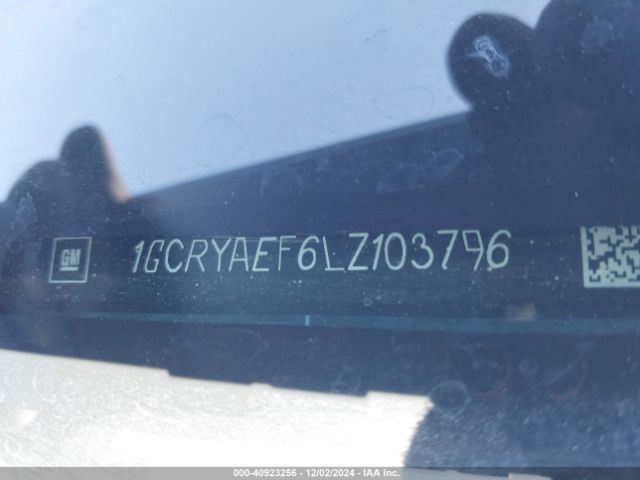 GM 1GCRYAEF6LZ103796
000-40923256 - 12/02/2024 - IAA Inc.